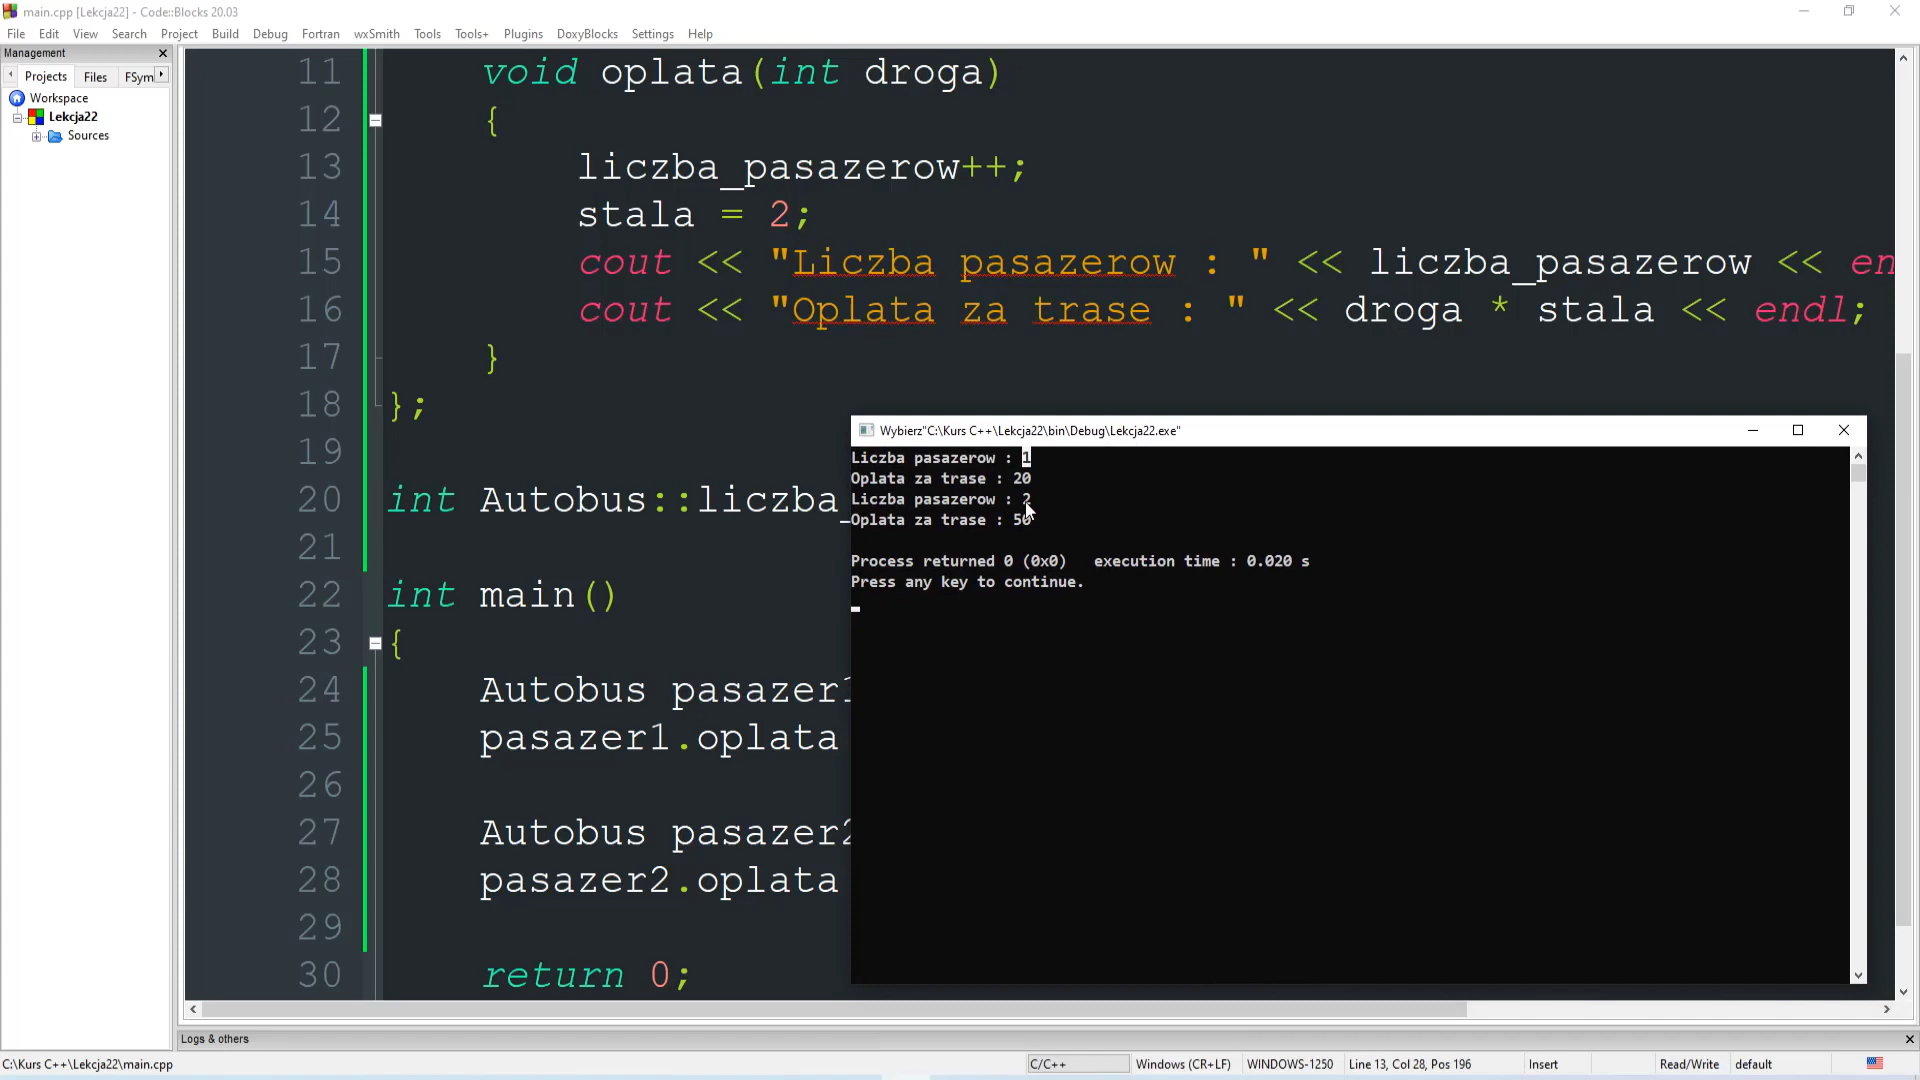 main.cpp [Lekcja22] - Code::Blocks 20.03
File Edit View Search Project Build Debug Fortran wxSmith Tools Tools+ Plugins DoxyBlocks Settings Help
Management
Projects Files FSym
Workspace
Lekcja22
Sources
11 void oplata(int droga)
12 {
13 liczba_pasazerow++;
14 stala = 2;
15 cout << "Liczba pasazerow : " << liczba_pasazerow << en
16 cout << "Oplata za trase : " << droga * stala << endl;
17 }
18 };
19
20 int Autobus::liczba_
21
22 int main()
23 {
24 Autobus pasazer1
25 pasazer1.oplata
26
27 Autobus pasazer2
28 pasazer2.oplata
29
30 return 0;
Wybierz"C:\Kurs C++\Lekcja22\bin\Debug\Lekcja22.exe"
Liczba pasazerow : 1
Oplata za trase : 20
Liczba pasazerow : 2
Oplata za trase : 50
Process returned 0 (0x0) execution time : 0.020 s
Press any key to continue.
Logs & others
C:\Kurs C++\Lekcja22\main.cpp C/C++ Windows (CR+LF) WINDOWS-1250 Line 13, Col 28, Pos 196 Insert Read/Write default